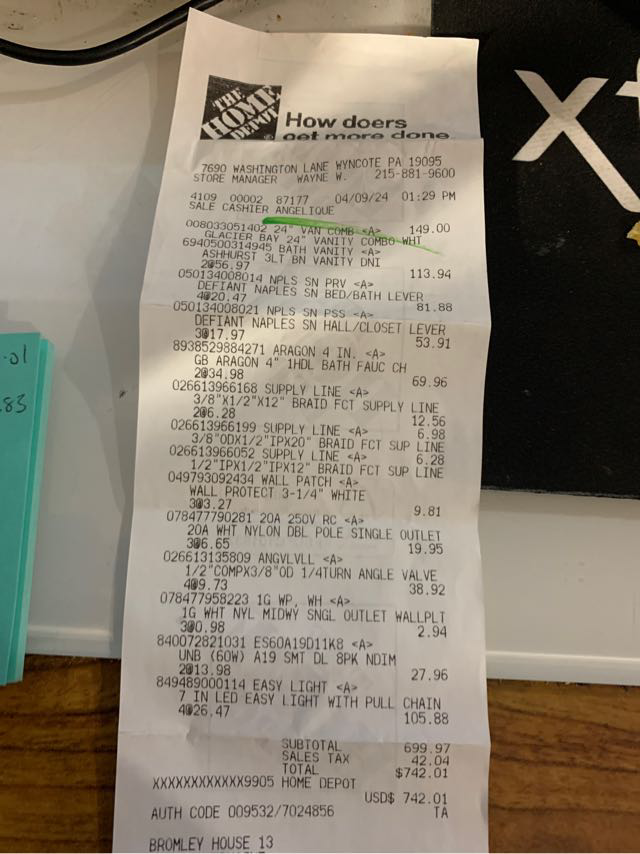 THE
HOME
DEPOT
How doers
get more done.
7690 WASHINGTON LANE WYNCOTE PA 19095
STORE MANAGER WAYNE W. 215-881-9600
4109 00002 87177 04/09/24 01:29 PM
SALE CASHIER ANGELIQUE
008033051402 24" VAN COMB <A> 149.00
GLACIER BAY 24" VANITY COMBO WHT
6940500314945 BATH VANITY <A>
ASHHURST 3LT BN VANITY DNI
2@56.97 113.94
050134008014 NPLS SN PRV <A>
DEFIANT NAPLES SN BED/BATH LEVER
4@20.47 81.88
050134008021 NPLS SN PSS <A>
DEFIANT NAPLES SN HALL/CLOSET LEVER
3@17.97 53.91
8938529884271 ARAGON 4 IN. <A>
GB ARAGON 4" 1HDL BATH FAUC CH
2@34.98 69.96
026613966168 SUPPLY LINE <A>
3/8"X1/2"X12" BRAID FCT SUPPLY LINE
2@6.28 12.56
026613966199 SUPPLY LINE <A> 6.98
3/8"ODX1/2"IPX20" BRAID FCT SUP LINE
026613966052 SUPPLY LINE <A> 6.28
1/2"IPX1/2"IPX12" BRAID FCT SUP LINE
049793092434 WALL PATCH <A>
WALL PROTECT 3-1/4" WHITE
3@3.27 9.81
078477790281 20A 250V RC <A>
20A WHT NYLON DBL POLE SINGLE OUTLET
3@6.65 19.95
026613135809 ANGVLVLL <A>
1/2"COMPX3/8"OD 1/4TURN ANGLE VALVE
4@9.73 38.92
078477958223 1G WP, WH <A>
1G WHT NYL MIDWY SNGL OUTLET WALLPLT
3@0.98 2.94
840072821031 ES60A19D11K8 <A>
UNB (60W) A19 SMT DL 8PK NDIM
2@13.98 27.96
849489000114 EASY LIGHT <A>
7 IN LED EASY LIGHT WITH PULL CHAIN
4@26.47 105.88
SUBTOTAL 699.97
SALES TAX 42.04
TOTAL $742.01
XXXXXXXXXXXX9905 HOME DEPOT
USD$ 742.01
AUTH CODE 009532/7024856 TA
BROMLEY HOUSE 13
.01
.83